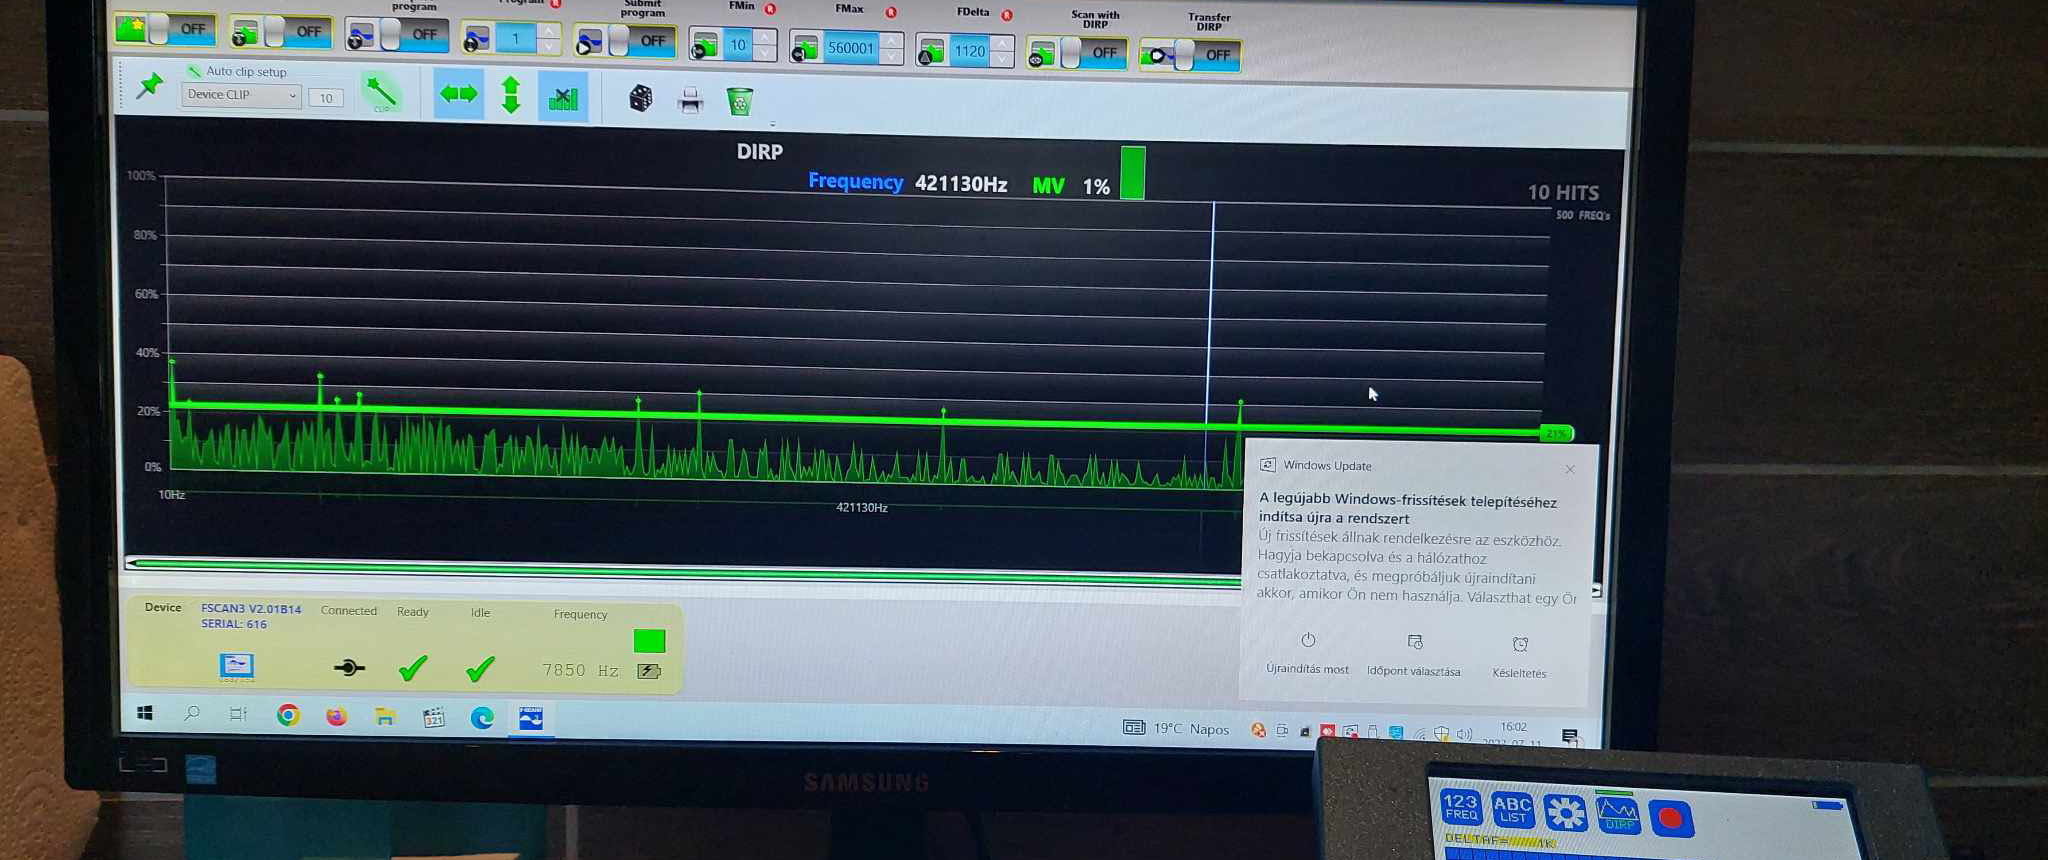 program
Submit
program
FMin
R
FMax
R
FDelta
R
Scan with
DIRP
Transfer
DIRP
OFF
OFF
OFF
1
OFF
10
560001
1120
OFF
OFF
Auto clip setup
Device CLIP
10
CLIP
DIRP
Frequency 421130Hz MV 1%
10 HITS
500 FREQ's
100%
80%
60%
40%
20%
0%
21%
10Hz
421130Hz
Windows Update
A legújabb Windows-frissítések telepítéséhez
indítsa újra a rendszert
Új frissítések állnak rendelkezésre az eszközhöz.
Hagyja bekapcsolva és a hálózathoz
csatlakoztatva, és megpróbáljuk újraindítani
akkor, amikor Ön nem használja. Választhat egy Ön
Újraindítás most
Időpont választása
Késleltetés
Device
FSCAN3 V2.01B14
SERIAL: 616
Connected
Ready
Idle
Frequency
7850 Hz
321
19°C Napos
16:02
SAMSUNG
123
FREQ
ABC
LIST
DIRP
DELTAF= 1K